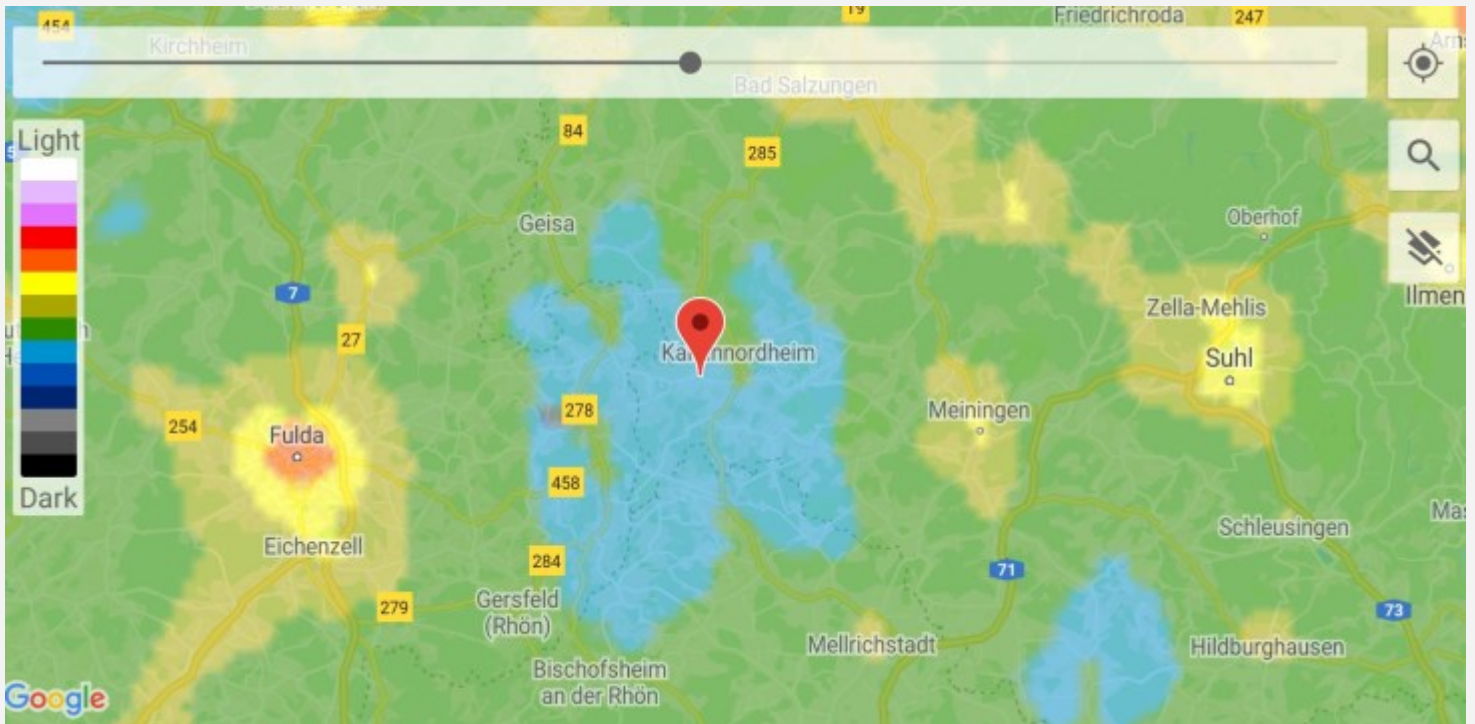 454
19
Friedrichroda
247
Kirchheim
Bad Salzungen
Light
84
285
Geisa
Oberhof
7
Ilmen
Zella-Mehlis
27
Suhl
278
Meiningen
254
Fulda
458
Dark
Schleusingen
Eichenzell
284
71
279
Gersfeld
(Rhön)
73
Mellrichstadt
Hildburghausen
Bischofsheim
an der Rhön
Google